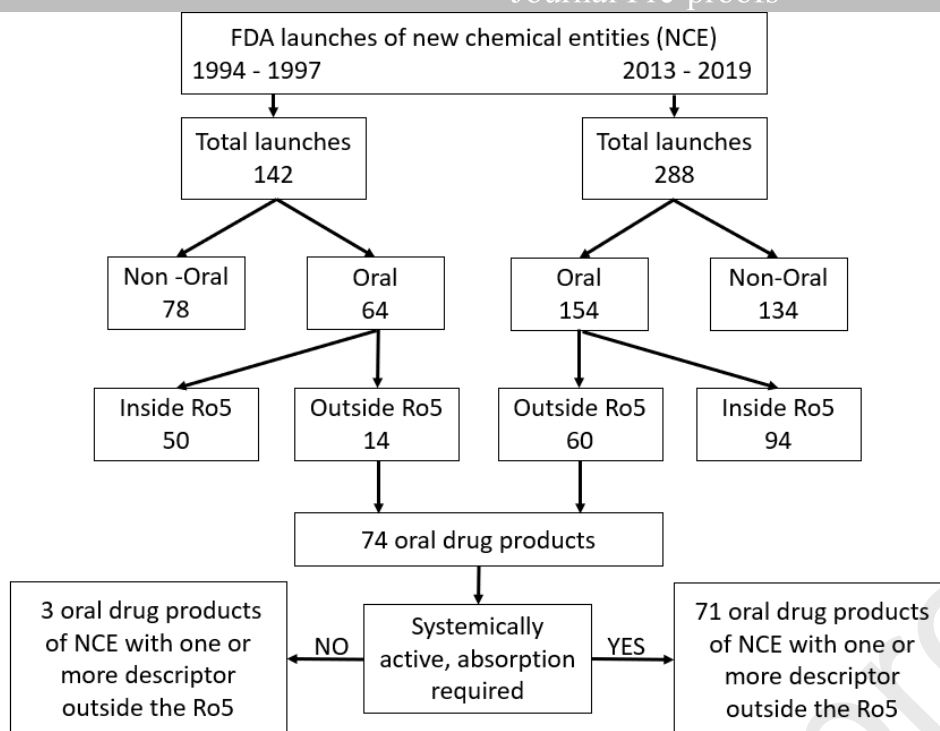 Journal Pre-proofs
FDA launches of new chemical entities (NCE)
1994 - 1997 2013 - 2019
Total launches
142
Total launches
288
Non -Oral
78
Oral
64
Oral
154
Non-Oral
134
Inside Ro5
50
Outside Ro5
14
Outside Ro5
60
Inside Ro5
94
74 oral drug products
3 oral drug products
of NCE with one or
more descriptor
outside the Ro5
NO
Systemically
active, absorption
required
YES
71 oral drug products
of NCE with one or
more descriptor
outside the Ro5